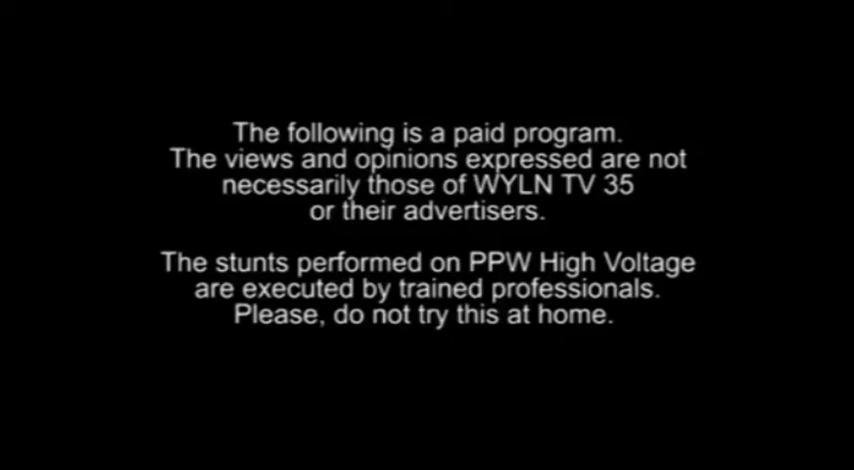 The following is a paid program.
The views and opinions expressed are not
necessarily those of WYLN TV 35
or their advertisers.
The stunts performed on PPW High Voltage
are executed by trained professionals.
Please, do not try this at home.